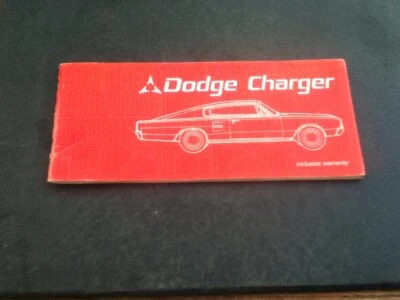 Dodge Charger
includes warranty